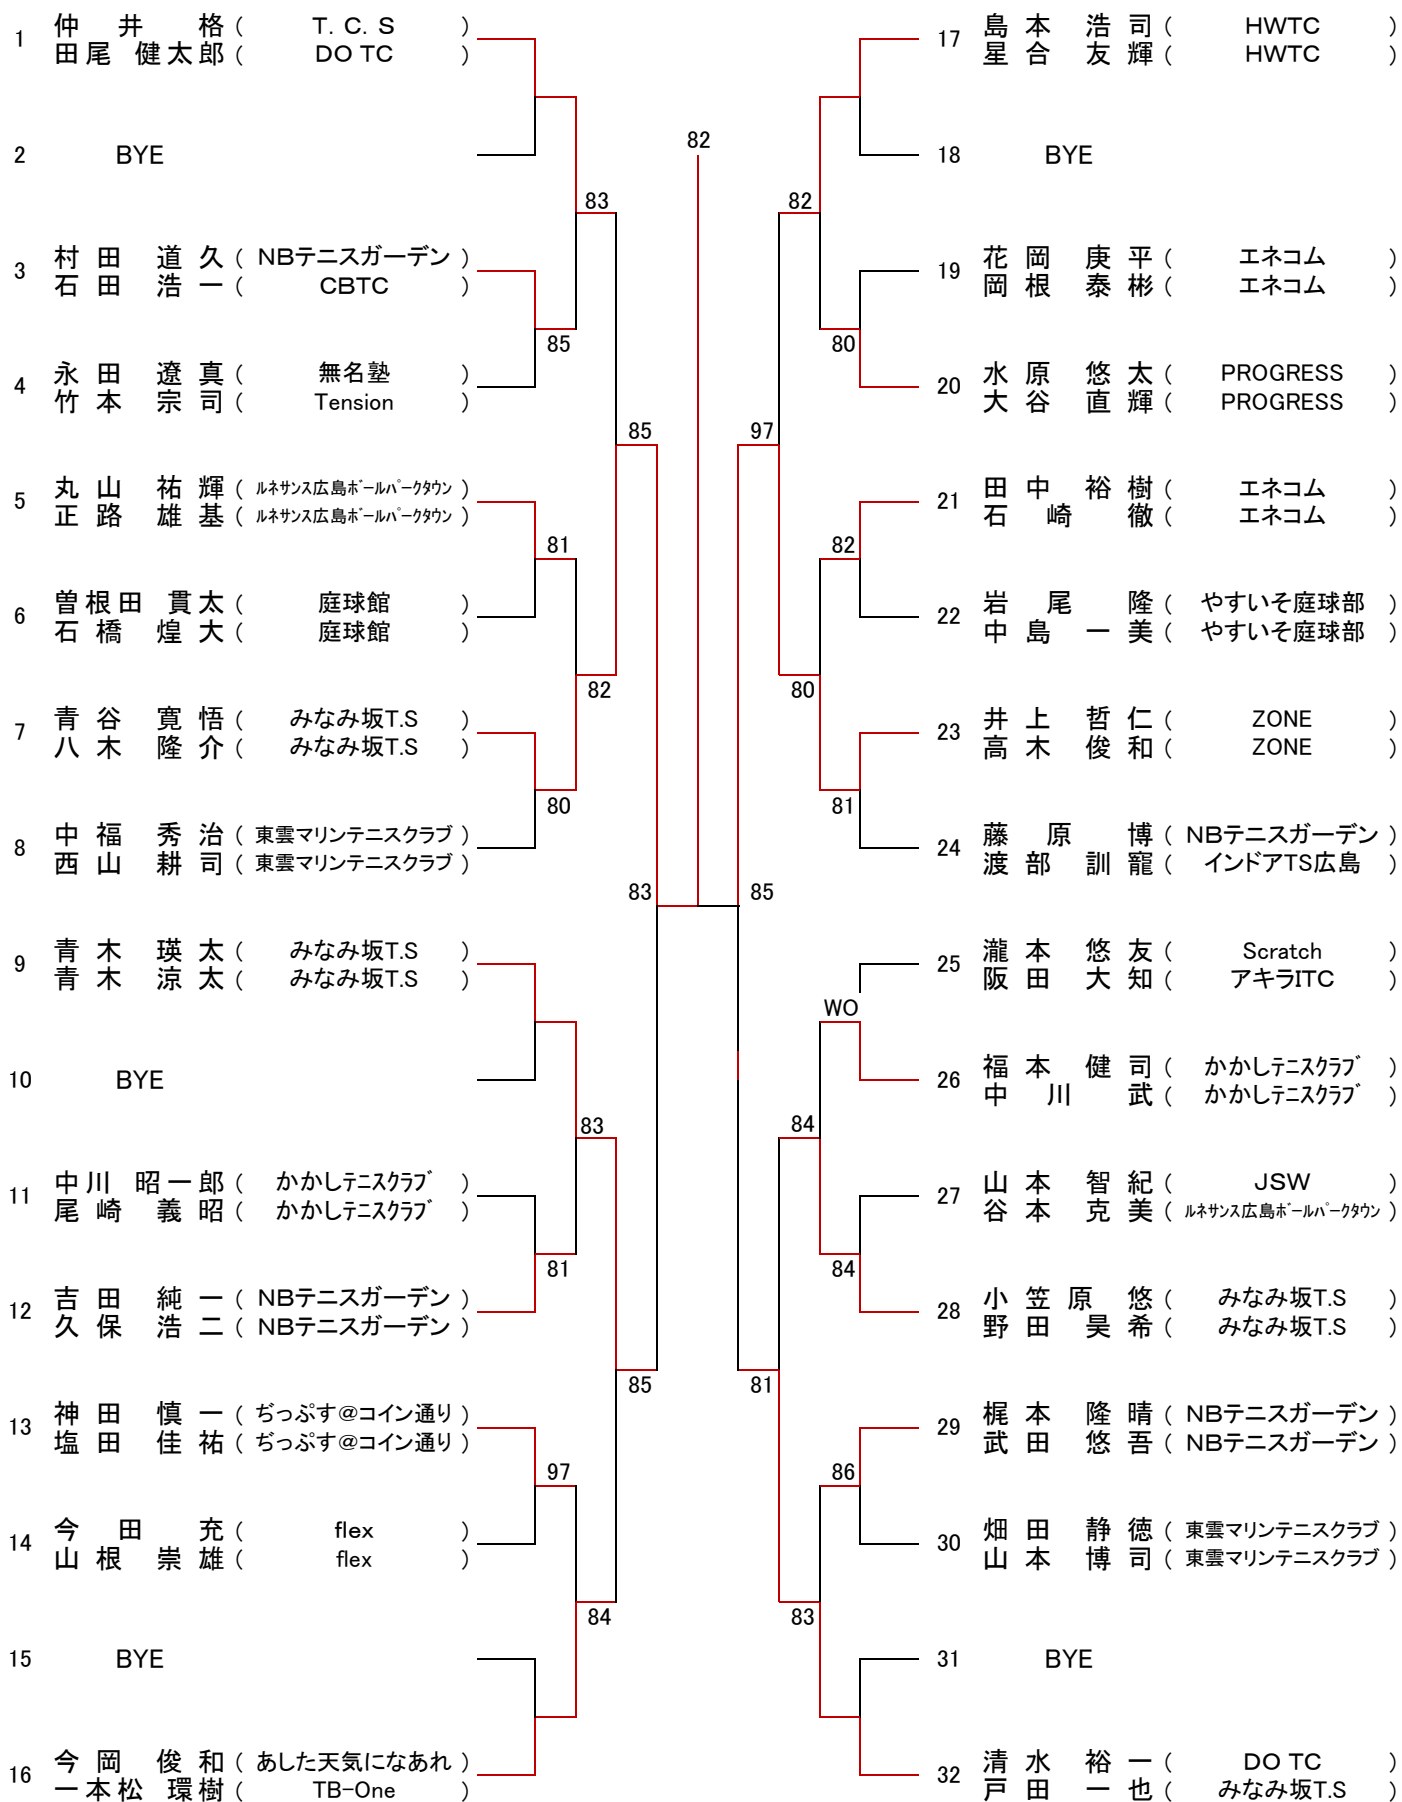 1 仲井 格 ( T.C.S )
田尾 健太郎 ( DO TC )
2 BYE
83
3 村田 道久 ( NBテニスガーデン )
石田 浩一 ( CBTC )
85
4 永田 遼真 ( 無名塾 )
竹本 宗司 ( Tension )
85
5 丸山 祐輝 ( ルネサンス広島ボールパークタウン )
正路 雄基 ( ルネサンス広島ボールパークタウン )
81
6 曽根田 貫太 ( 庭球館 )
石橋 煌大 ( 庭球館 )
82
7 青谷 寛悟 ( みなみ坂T.S )
八木 隆介 ( みなみ坂T.S )
80
8 中福 秀治 ( 東雲マリンテニスクラブ )
西山 耕司 ( 東雲マリンテニスクラブ )
83
9 青木 瑛太 ( みなみ坂T.S )
青木 涼太 ( みなみ坂T.S )
10 BYE
83
11 中川 昭一郎 ( かかしテニスクラブ )
尾崎 義昭 ( かかしテニスクラブ )
81
12 吉田 純一 ( NBテニスガーデン )
久保 浩二 ( NBテニスガーデン )
85
13 神田 慎一 ( ぢっぷす@コイン通り )
塩田 佳祐 ( ぢっぷす@コイン通り )
97
14 今田 充 ( flex )
山根 崇雄 ( flex )
84
15 BYE
16 今岡 俊和 ( あした天気になあれ )
一本松 環樹 ( TB-One )
82
17 島本 浩司 ( HWTC )
星合 友輝 ( HWTC )
18 BYE
82
19 花岡 庚平 ( エネコム )
岡根 泰彬 ( エネコム )
80
20 水原 悠太 ( PROGRESS )
大谷 直輝 ( PROGRESS )
97
21 田中 裕樹 ( エネコム )
石崎 徹 ( エネコム )
82
22 岩尾 隆 ( やすいそ庭球部 )
中島 一美 ( やすいそ庭球部 )
80
23 井上 哲仁 ( ZONE )
高木 俊和 ( ZONE )
81
24 藤原 博 ( NBテニスガーデン )
渡部 訓寵 ( インドアTS広島 )
85
25 瀧本 悠友 ( Scratch )
阪田 大知 ( アキラITC )
WO
26 福本 健司 ( かかしテニスクラブ )
中川 武 ( かかしテニスクラブ )
84
27 山本 智紀 ( JSW )
谷本 克美 ( ルネサンス広島ボールパークタウン )
84
28 小笠原 悠 ( みなみ坂T.S )
野田 昊希 ( みなみ坂T.S )
81
29 梶本 隆晴 ( NBテニスガーデン )
武田 悠吾 ( NBテニスガーデン )
86
30 畑田 静徳 ( 東雲マリンテニスクラブ )
山本 博司 ( 東雲マリンテニスクラブ )
83
31 BYE
32 清水 裕一 ( DO TC )
戸田 一也 ( みなみ坂T.S )